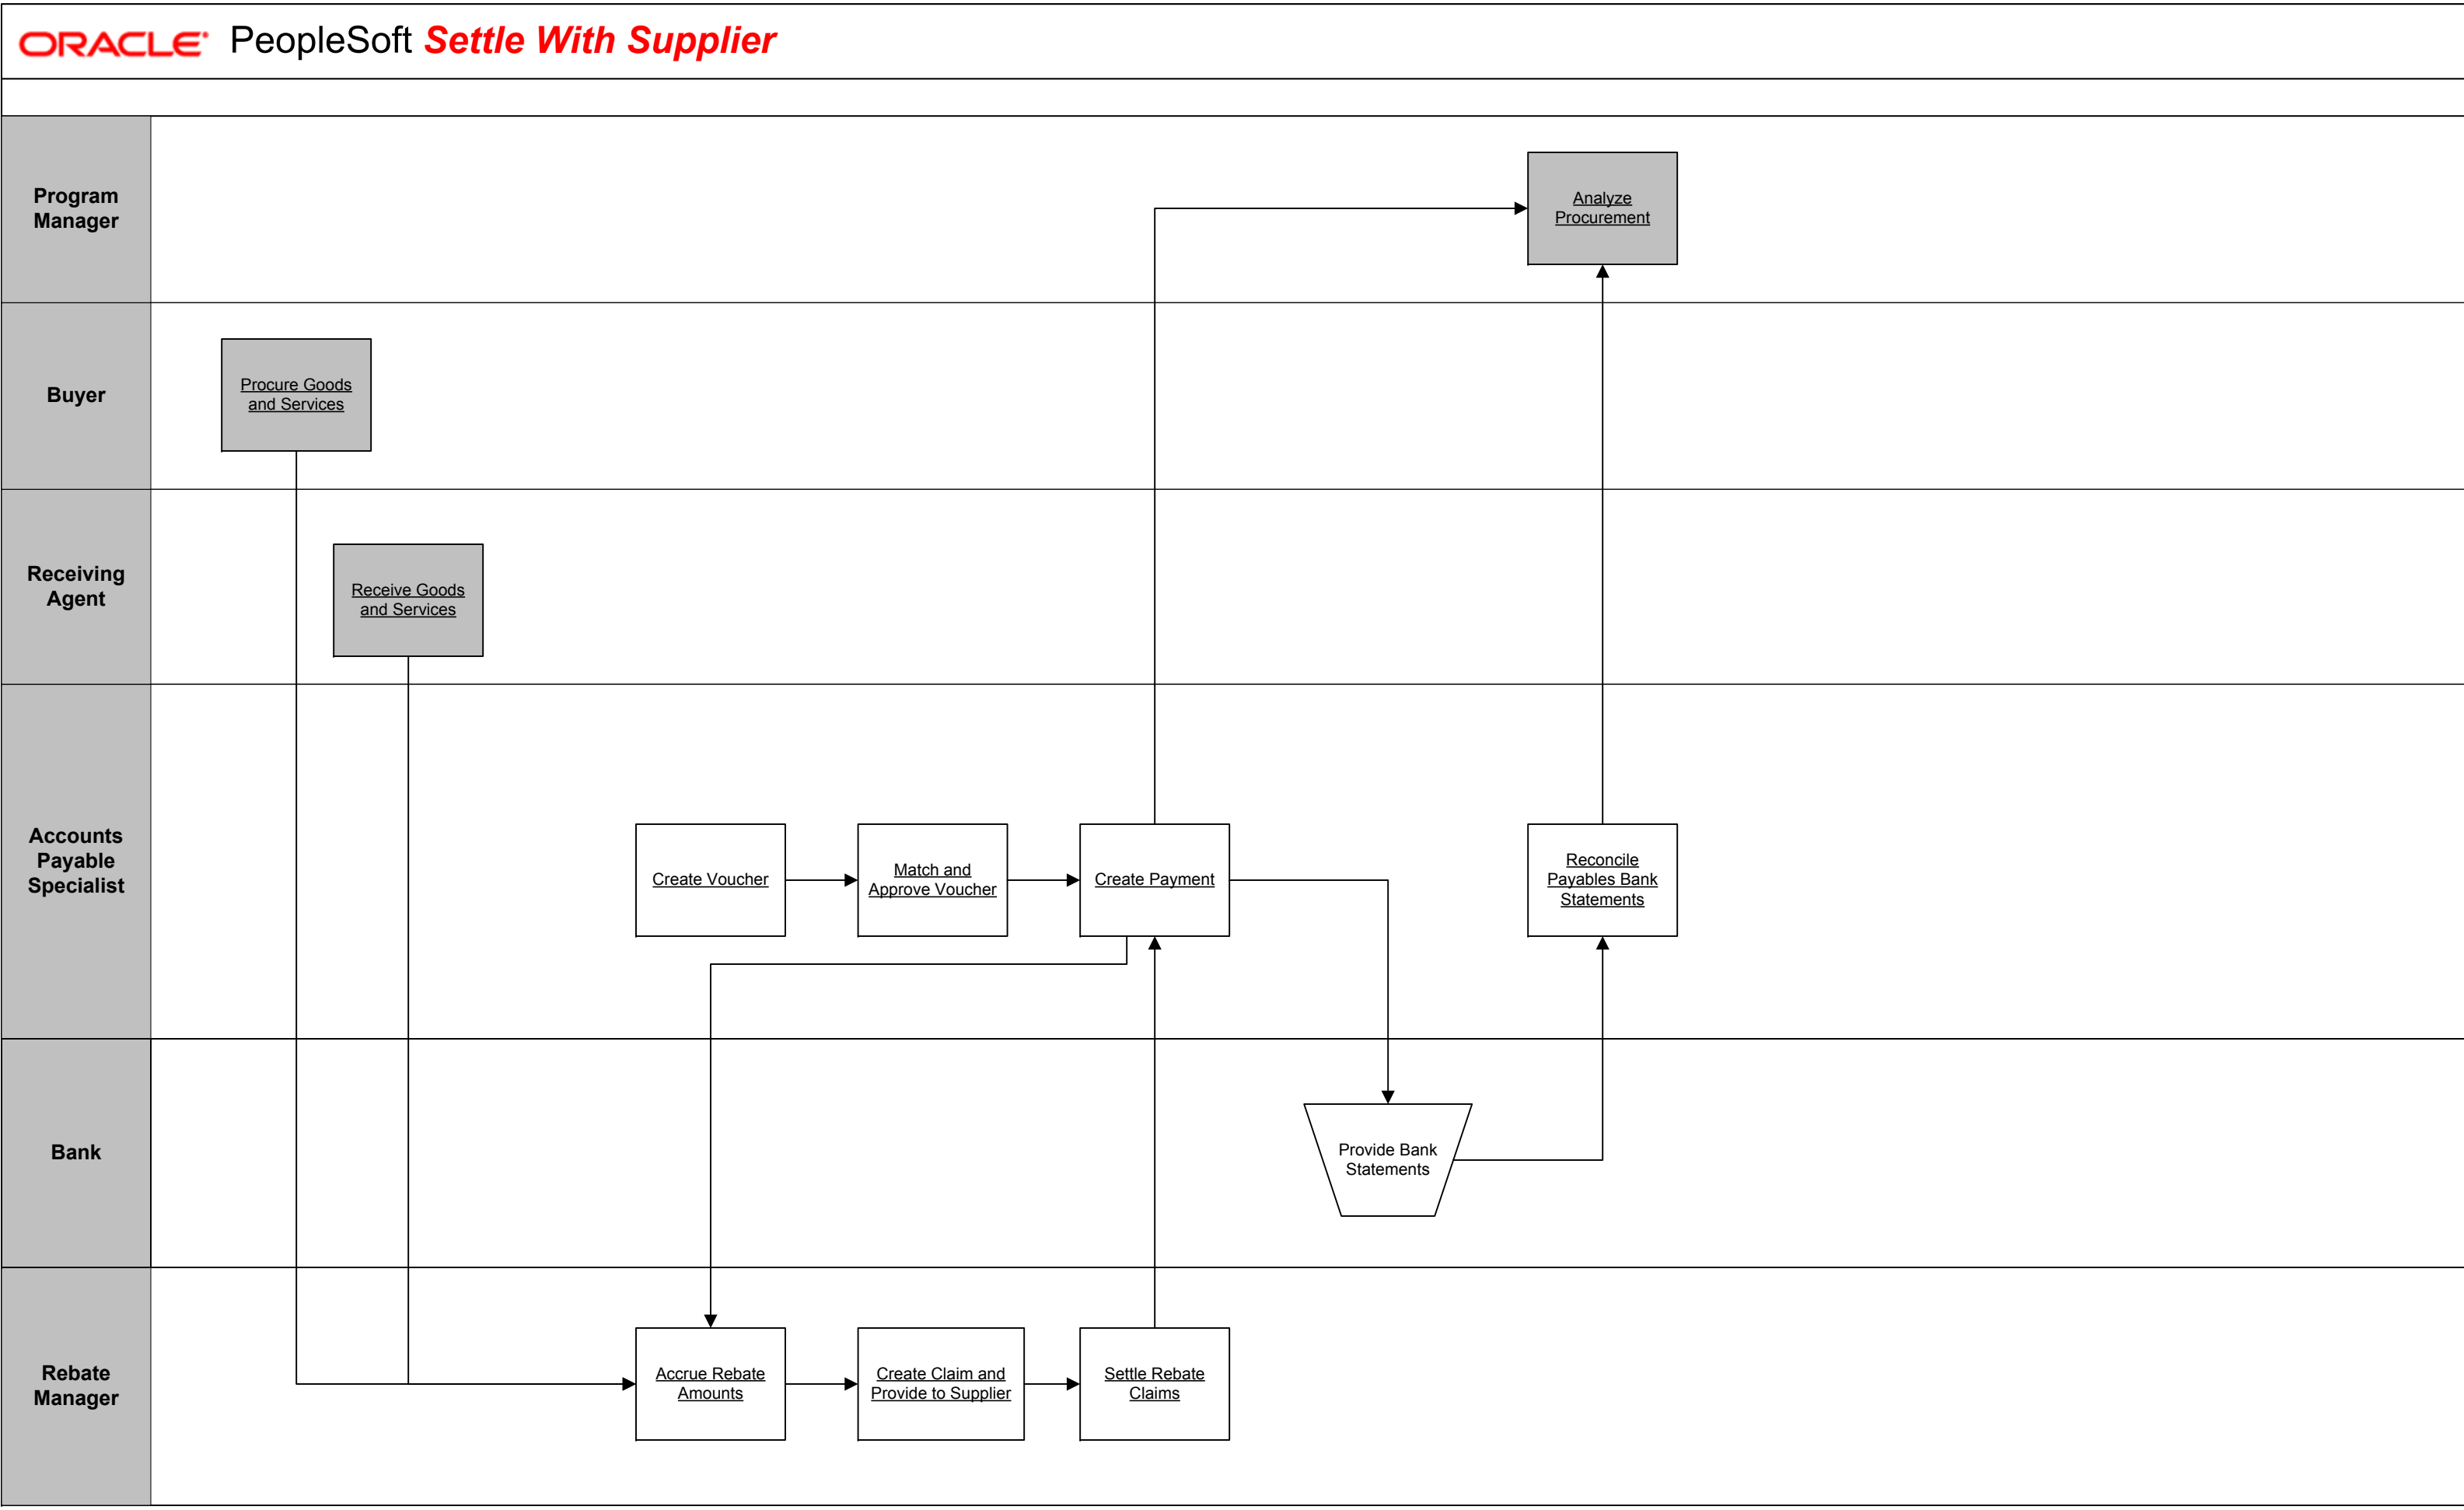 ORACLE® PeopleSoft Settle With Supplier
Program
Manager
Analyze
Procurement
Buyer
Procure Goods
and Services
Receiving
Agent
Receive Goods
and Services
Accounts
Payable
Specialist
Create Voucher
Match and
Approve Voucher
Create Payment
Reconcile
Payables Bank
Statements
Bank
Provide Bank
Statements
Rebate
Manager
Accrue Rebate
Amounts
Create Claim and
Provide to Supplier
Settle Rebate
Claims